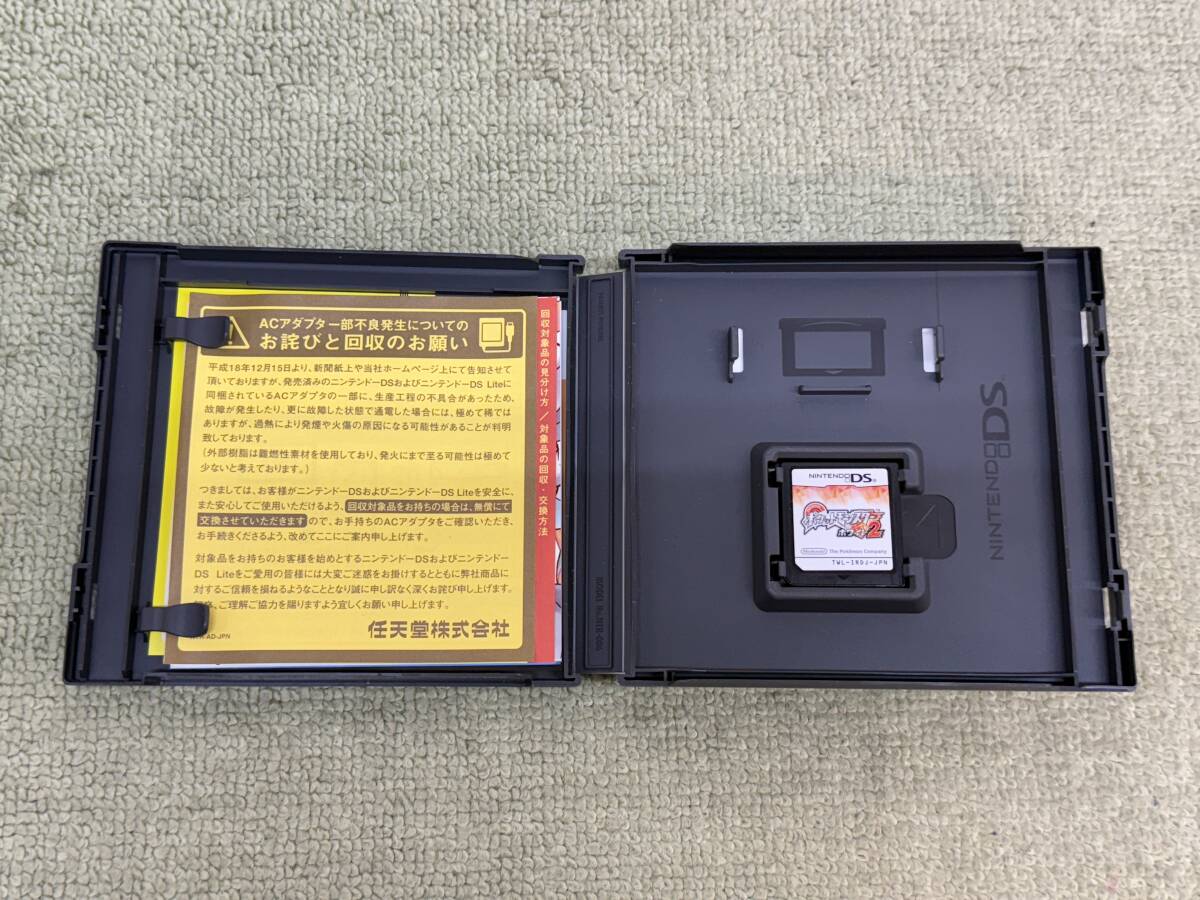 ACアダプター部不良発生についての
お詫びと回収のお願い
平成18年12月15日より、新聞紙上や当社ホームページ上にて告知させて
頂いておりますが、発売済みのニンテンドーDSおよびニンテンドーDS Liteに
同梱されているACアダプタの一部に、生産工程の不具合があったため、
故障が発生したり、更に故障した状態で通電した場合には、極めて稀では
ありますが、過熱により発煙や火傷の原因になる可能性があることが判明
致しております。
(外部樹脂は難燃性素材を使用しており、発火にまで至る可能性は極めて
少ないと考えております。)
つきましては、お客様がニンテンドーDSおよびニンテンドーDS Liteを安全に、
また安心してご使用いただけるよう、回収対象品をお持ちの場合は、無償にて
交換させていただきますので、お手持ちのACアダプタをご確認いただき、
お手続きくださるよう、改めてここにご案内申し上げます。
対象品をお持ちのお客様を始めとするニンテンドーDSおよびニンテンドー
DS Liteをご愛用の皆様には大変ご迷惑をお掛けするとともに弊社商品に
対するご信頼を損ねるようなこととなり誠に申し訳なく深くお詫び申し上げます。
ご理解ご協力を賜りますよう宜しくお願い申し上げます。
任天堂株式会社
AD-JPN
回収対象品の見分け方/対象品の回収・交換方法
NINTENDO DS
ポケットモンスター
ホワイト2
Nintendo
The Pokémon Company
TWL-IRDJ-JPN
NINTENDO DS